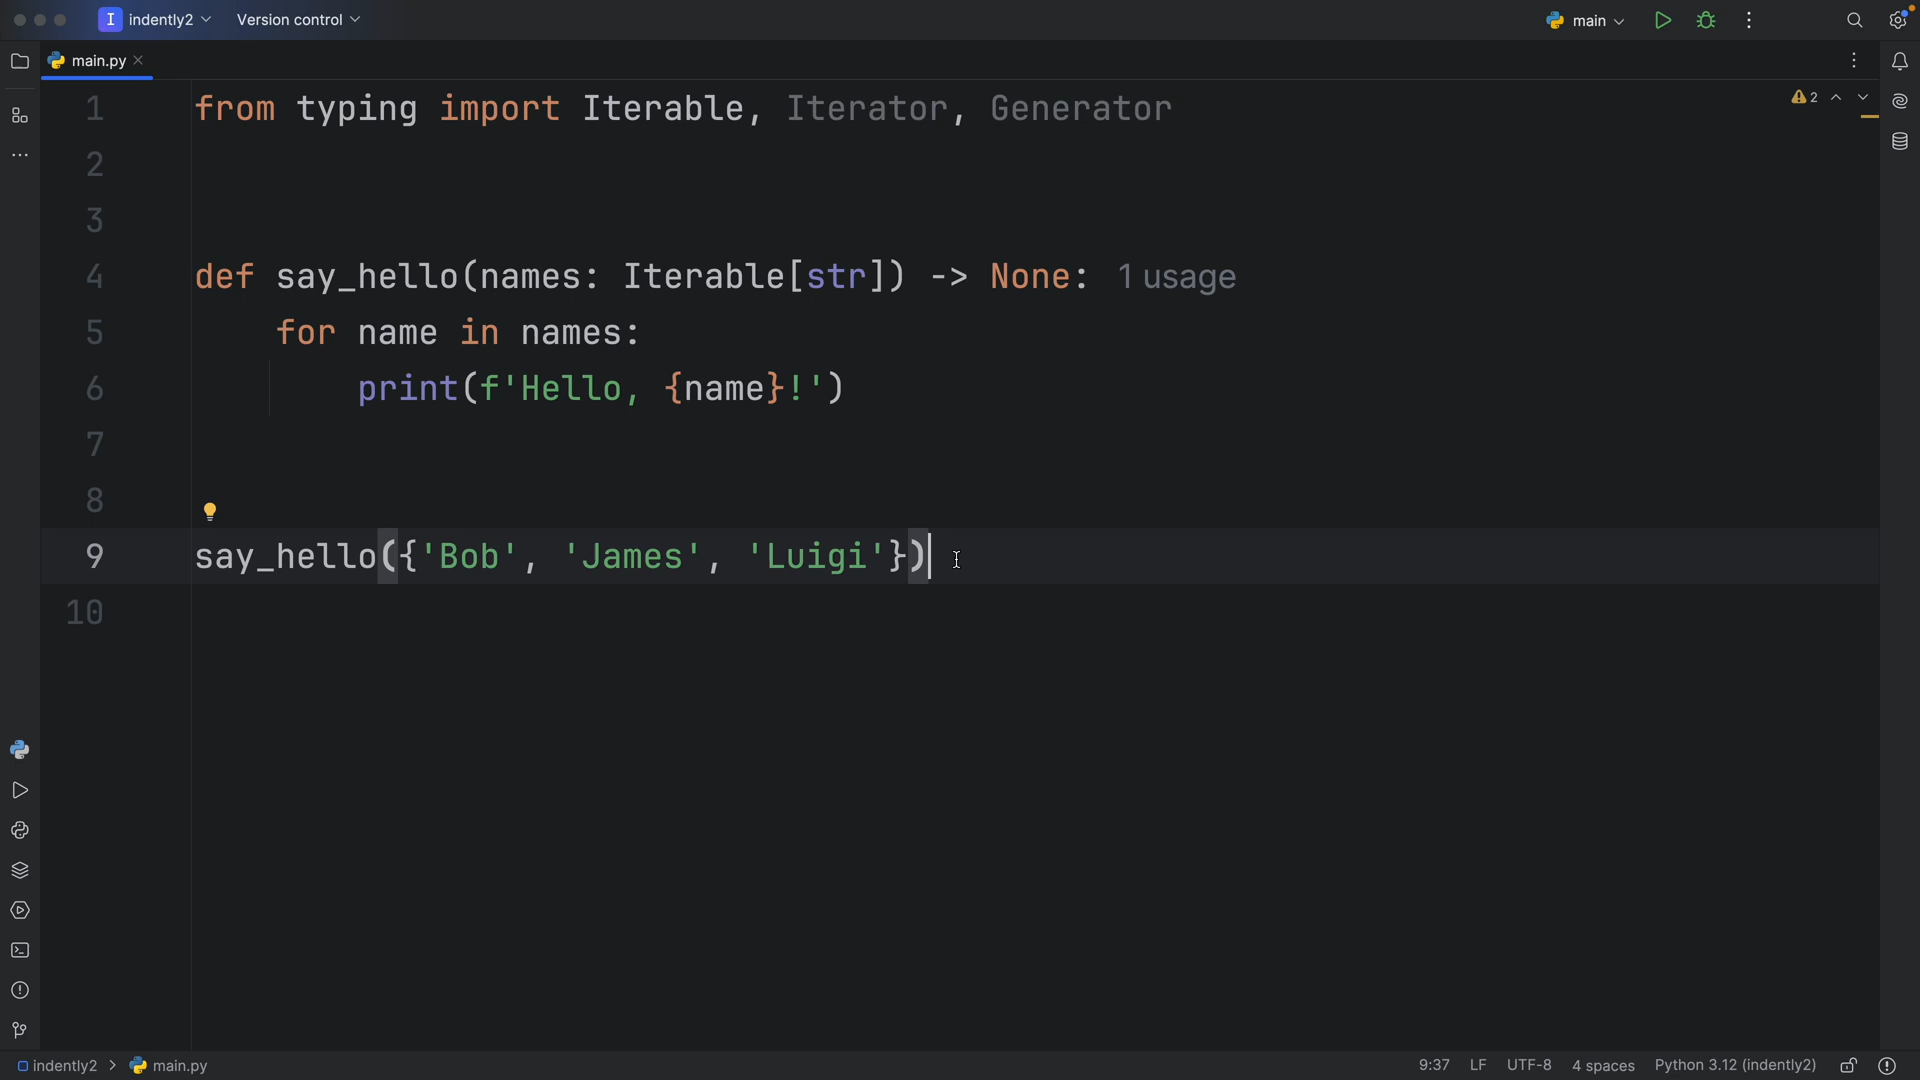 I indently2 Version control main
main.py
2
1 from typing import Iterable, Iterator, Generator
2
3
4 def say_hello(names: Iterable[str]) -> None: 1 usage
5 for name in names:
6 print(f'Hello, {name}!')
7
8
9 say_hello({'Bob', 'James', 'Luigi'})
10
indently2 > main.py 9:37 LF UTF-8 4 spaces Python 3.12 (indently2)